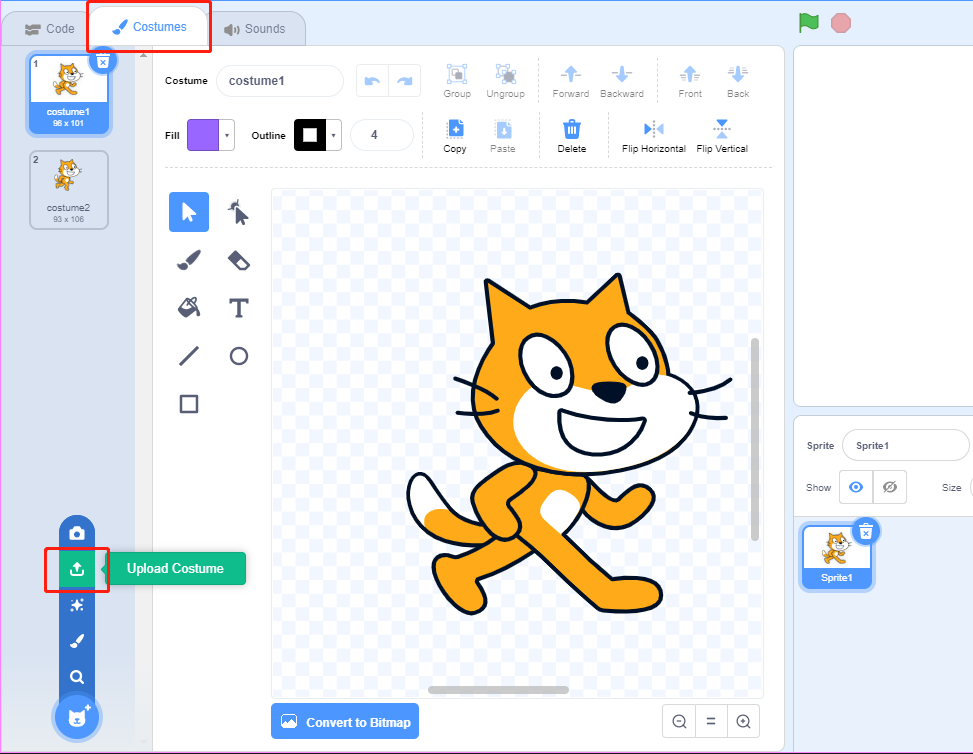 Code
Costumes
Sounds
1
costume1
96 x 101
2
costume2
93 x 106
Costume
costume1
Group
Ungroup
Forward
Backward
Front
Back
Fill
Outline
4
Copy
Paste
Delete
Flip Horizontal
Flip Vertical
T
Upload Costume
Convert to Bitmap
Sprite
Sprite1
Show
Size
Sprite1